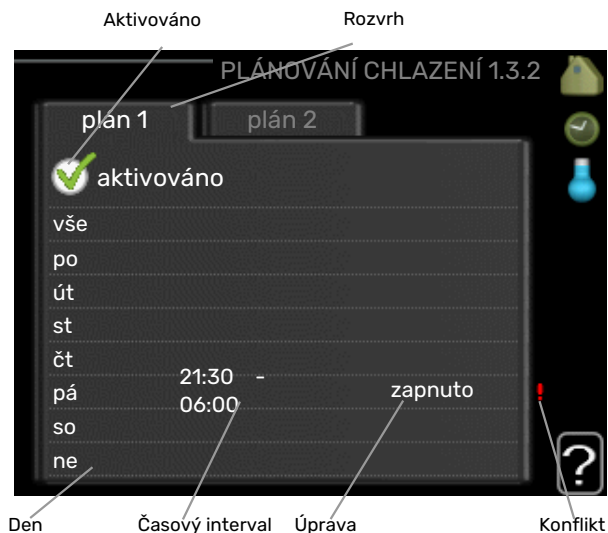 Aktivováno
Rozvrh
PLÁNOVÁNÍ CHLAZENÍ 1.3.2
plán 1
plán 2
aktivováno
vše
po
út
st
čt
pá
21:30 -
06:00
zapnuto
!
so
ne
?
Den
Časový interval
Úprava
Konflikt